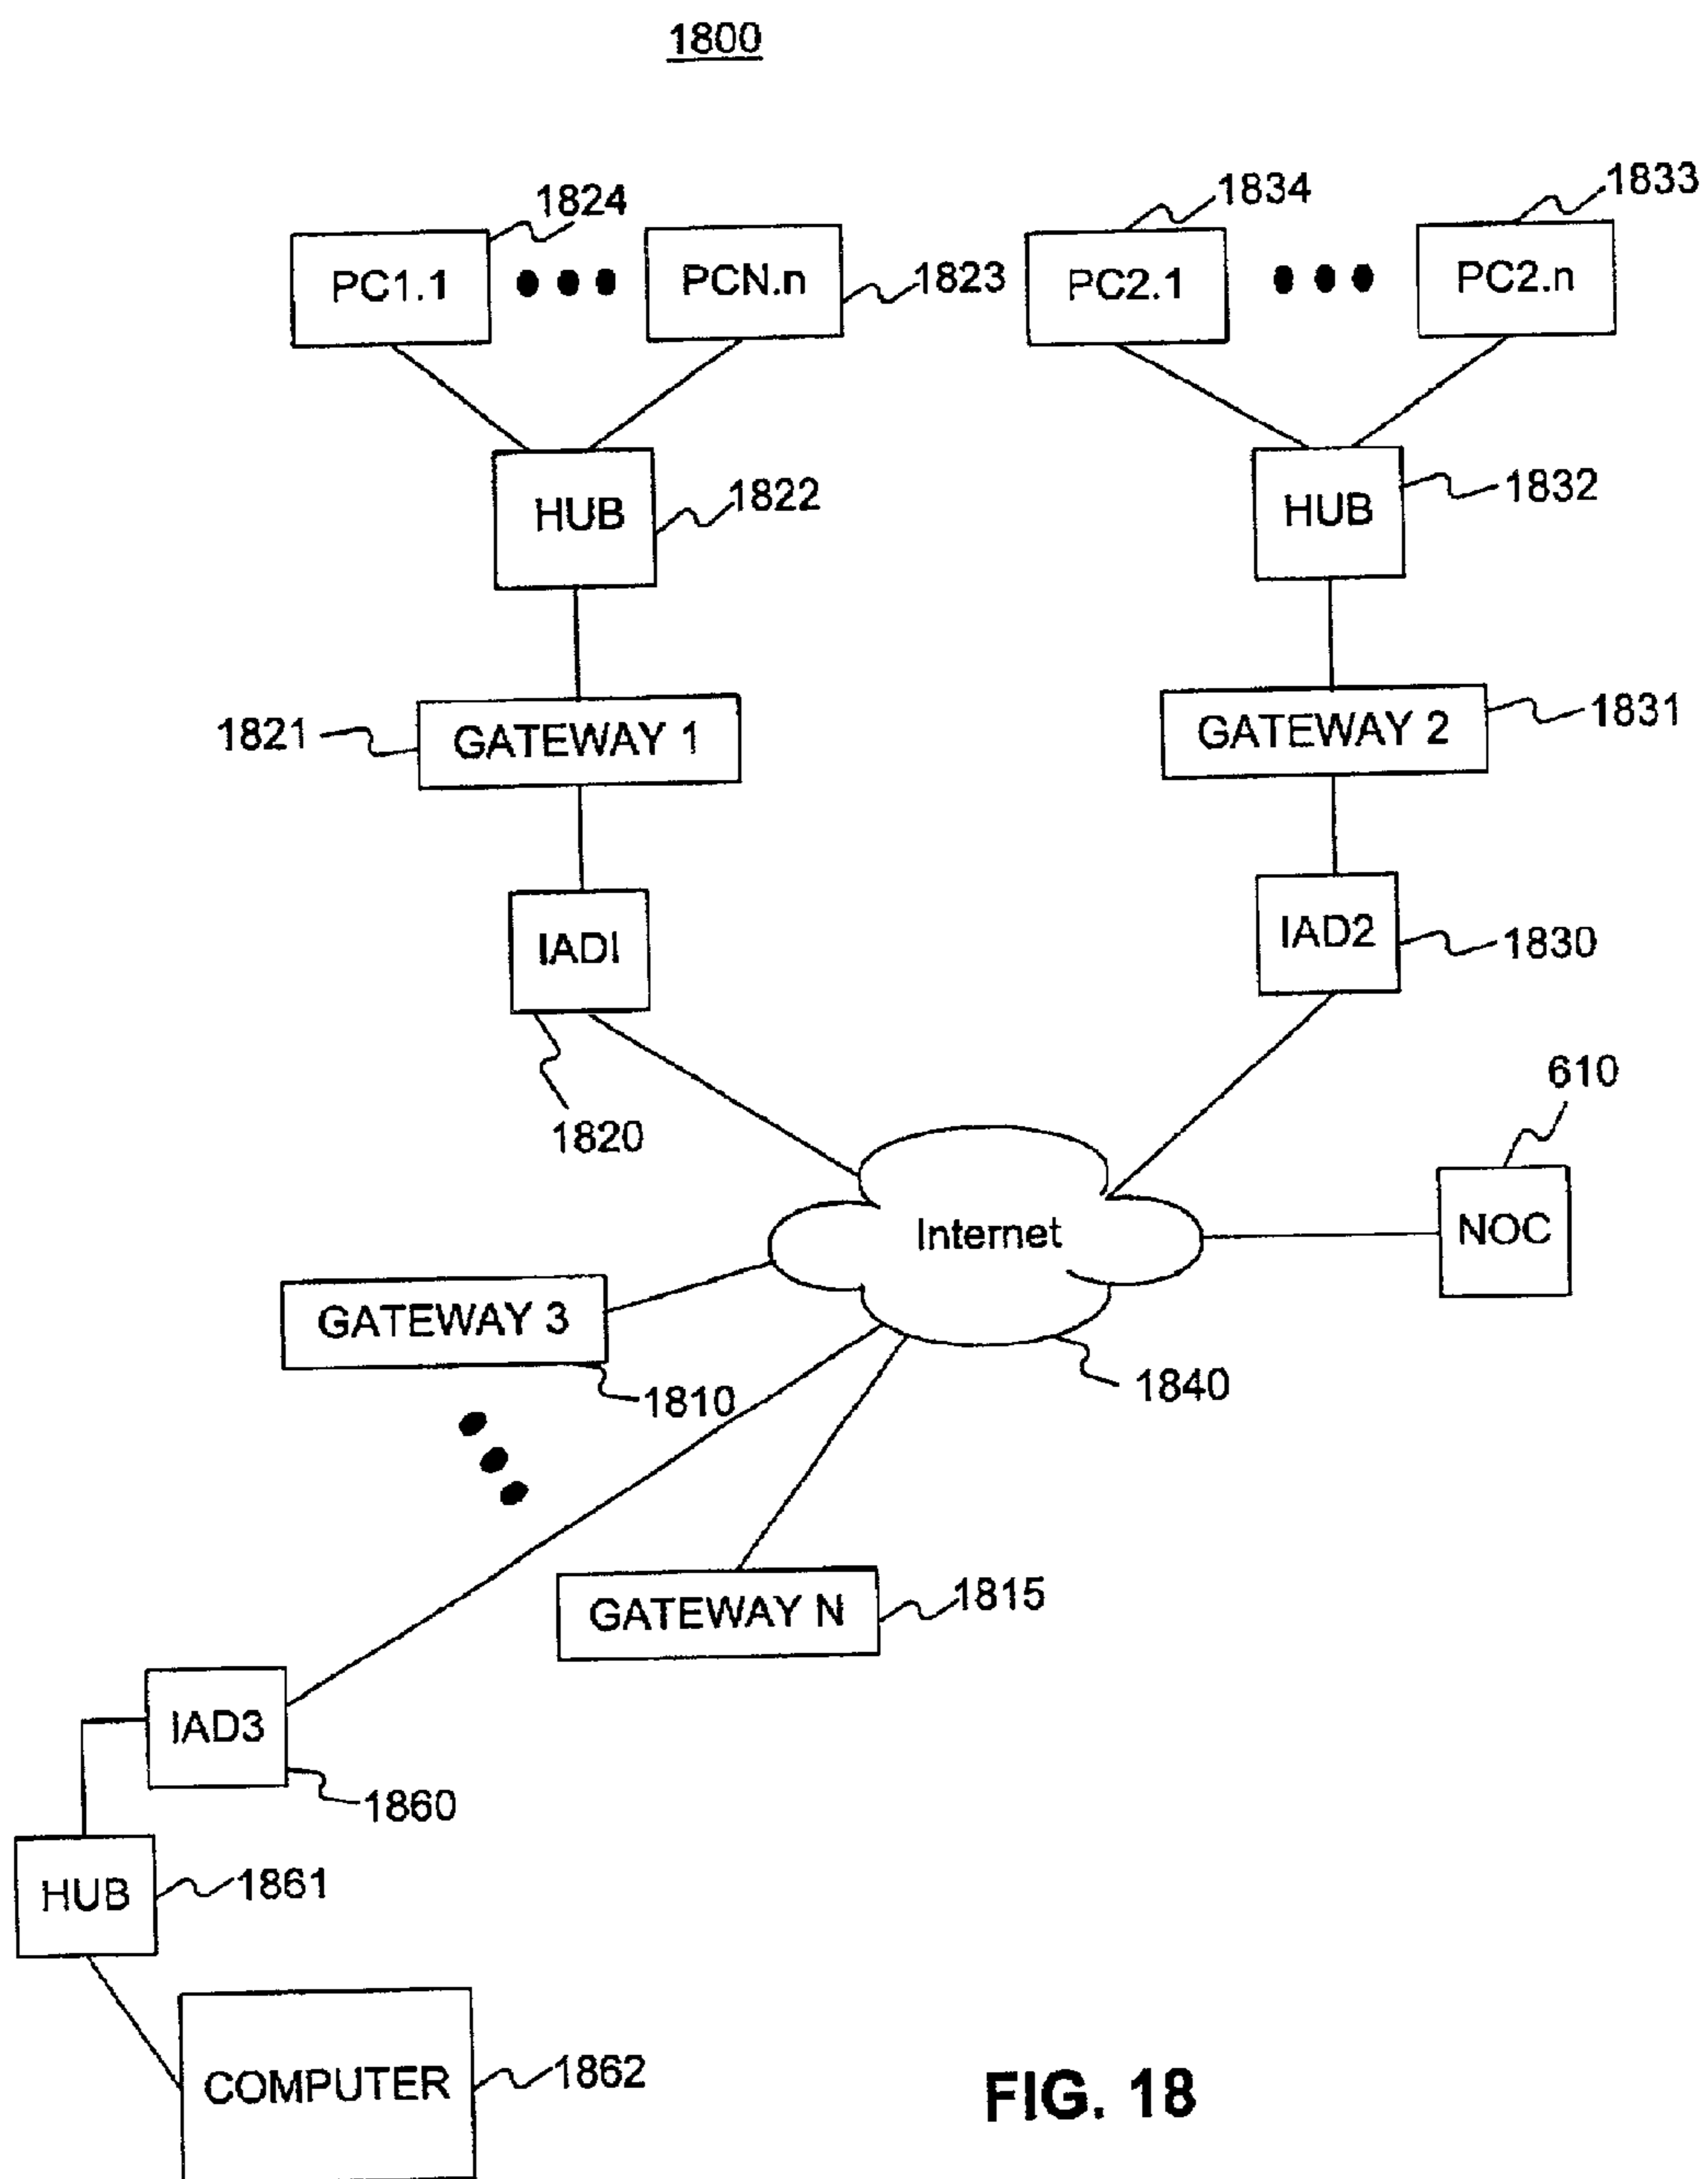 1800
1824
1834
1833
PC1.1
PCN.n
1823
PC2.1
PC2.n
HUB
1822
HUB
1832
1821
GATEWAY 1
GATEWAY 2
1831
IAD1
IAD2
1830
1820
610
Internet
NOC
GATEWAY 3
1810
1840
GATEWAY N
1815
IAD3
1860
HUB
1861
COMPUTER
1862
FIG. 18